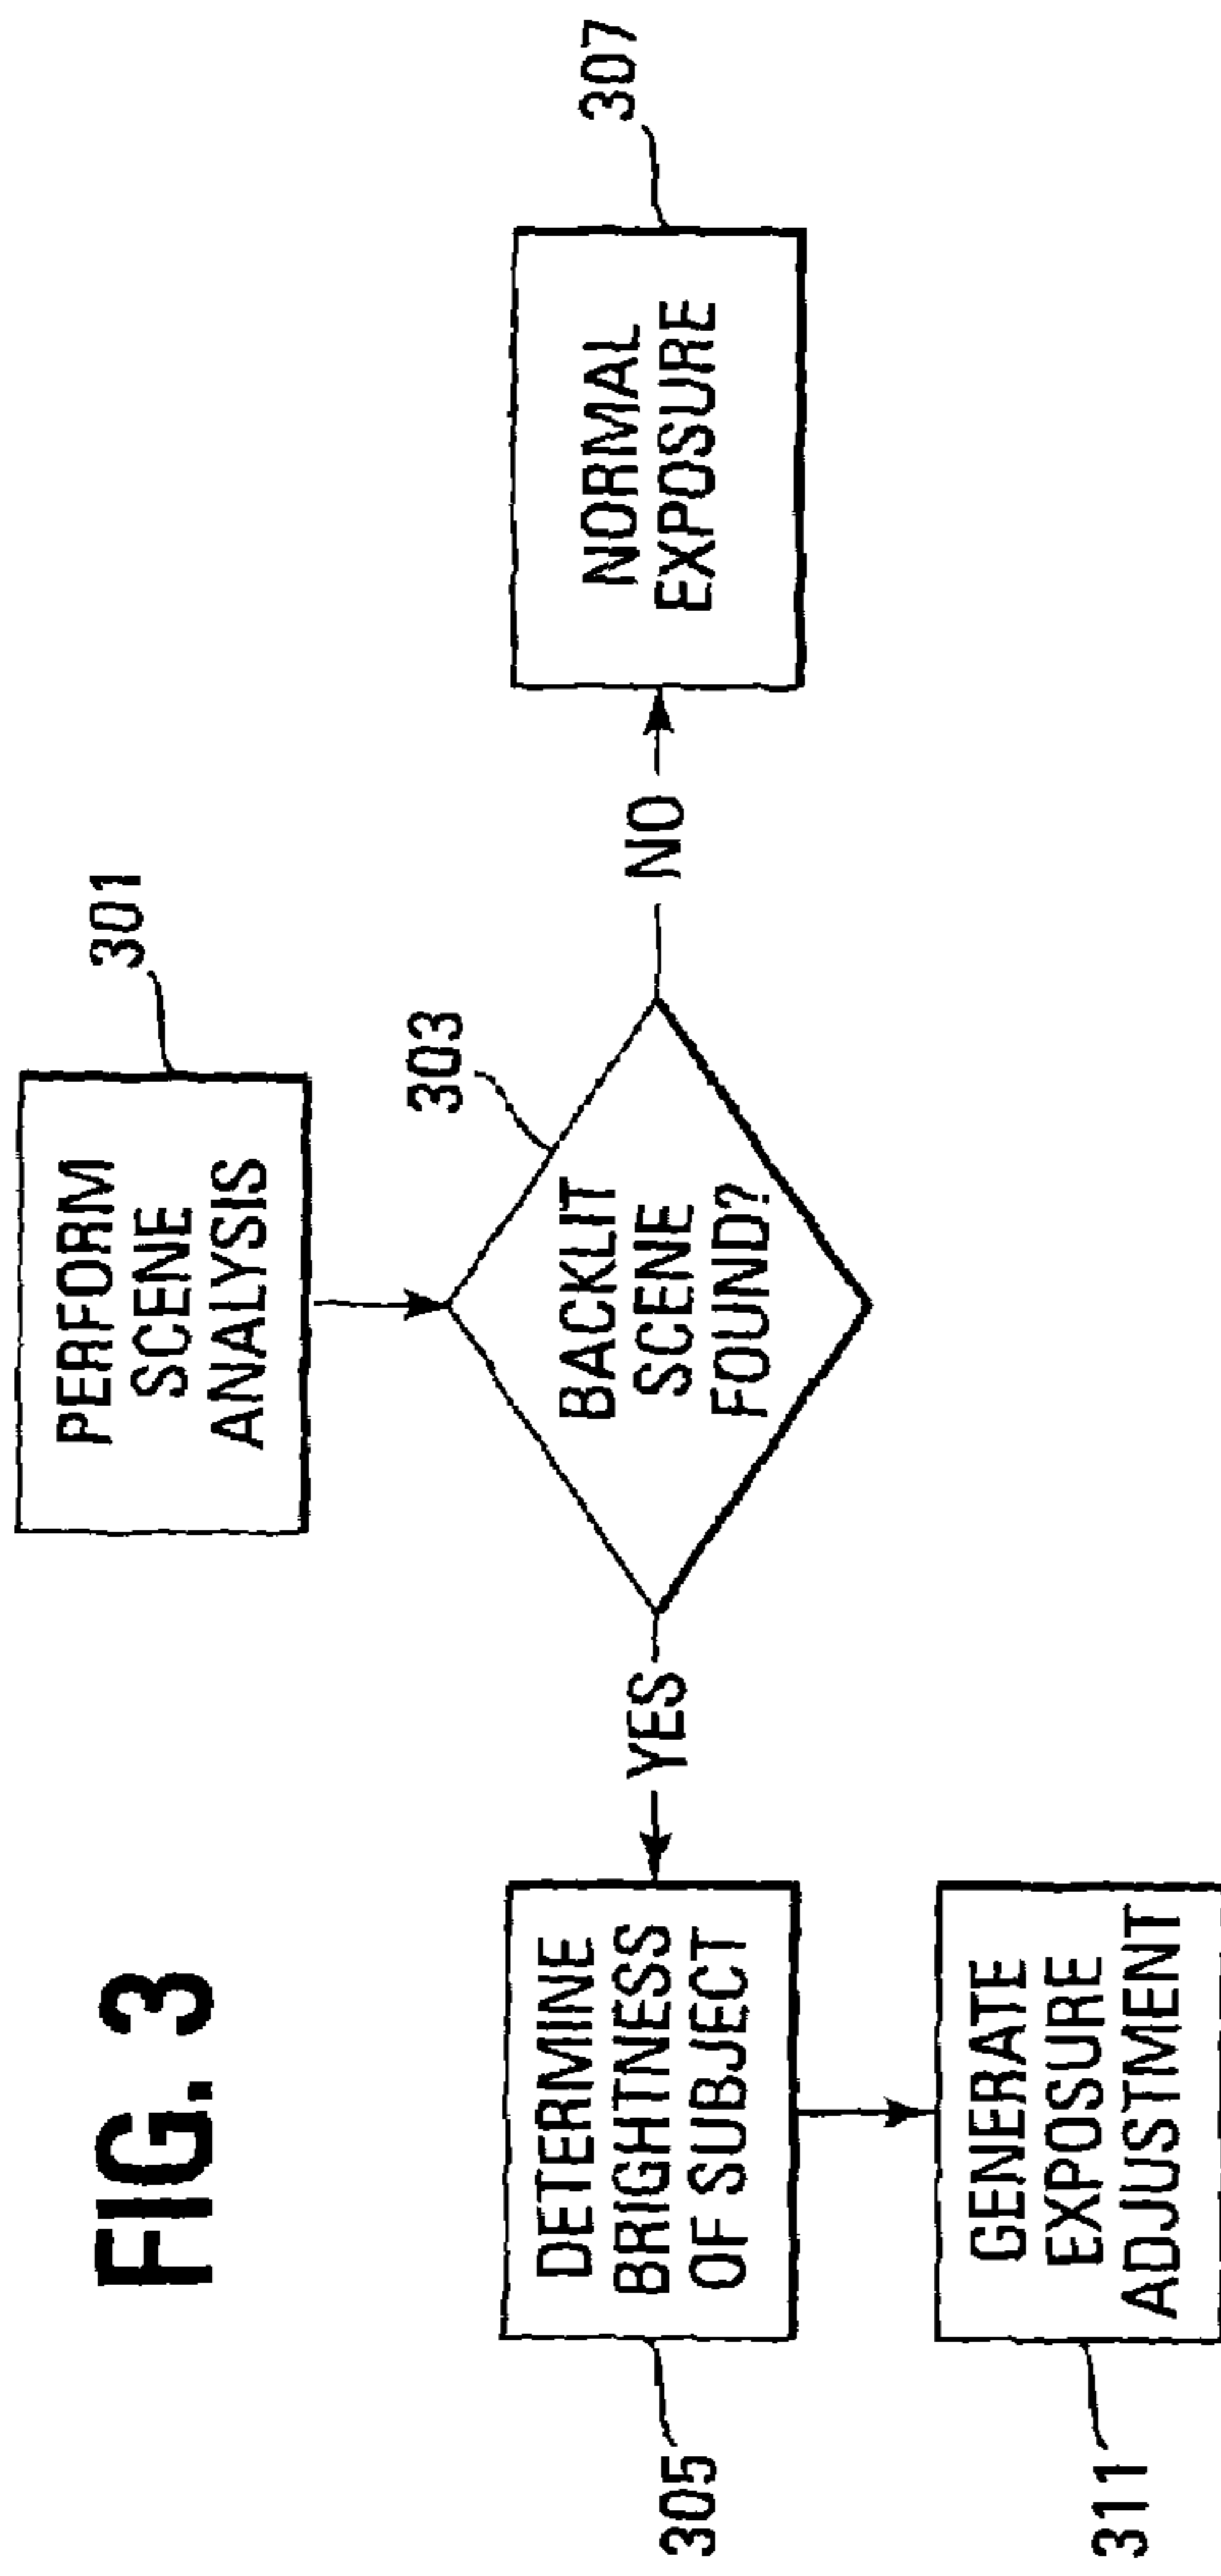 FIG. 3
PERFORM
SCENE
ANALYSIS
301
303
BACKLIT
SCENE
FOUND?
YES
NO
DETERMINE
BRIGHTNESS
OF SUBJECT
305
NORMAL
EXPOSURE
307
GENERATE
EXPOSURE
ADJUSTMENT
311